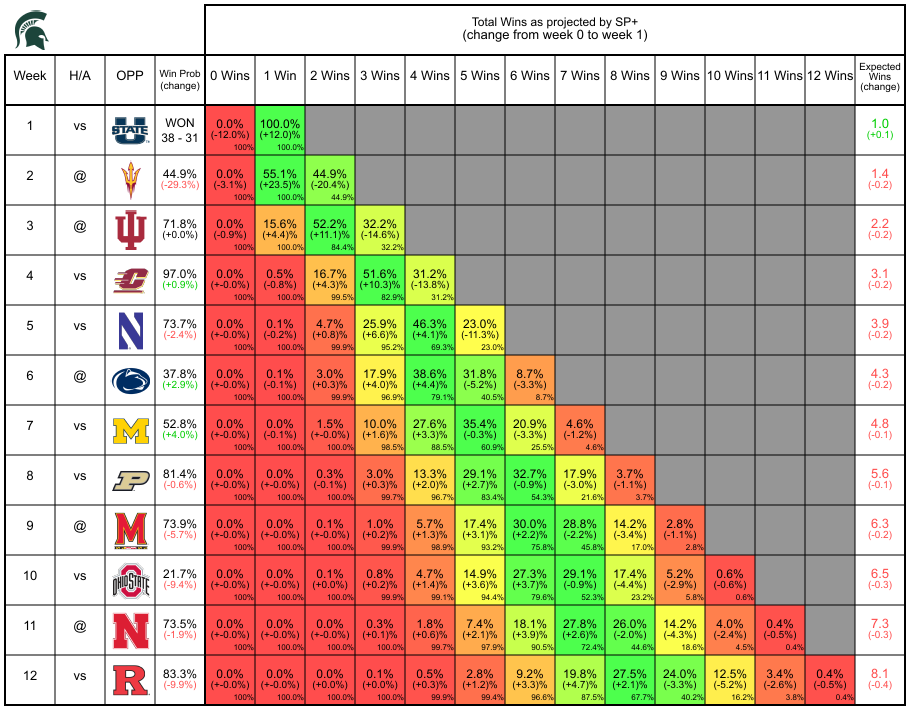 Total Wins as projected by SP+
(change from week 0 to week 1)
Week H/A OPP Win Prob (change) 0 Wins 1 Win 2 Wins 3 Wins 4 Wins 5 Wins 6 Wins 7 Wins 8 Wins 9 Wins 10 Wins 11 Wins 12 Wins Expected Wins (change)
1 vs STATE WON 0.0% 100.0% 1.0
38 - 31 (-12.0%) (+12.0)% (+0.1)
100% 100.0%
2 @ 44.9% 0.0% 55.1% 44.9% 1.4
(-29.3%) (-3.1%) (+23.5)% (-20.4%) (-0.2)
100% 100.0% 44.9%
3 @ 71.8% 0.0% 15.6% 52.2% 32.2% 2.2
(+0.0%) (-0.9%) (+4.4)% (+11.1)% (-14.6%) (-0.2)
100% 100.0% 84.4% 32.2%
4 vs C 97.0% 0.0% 0.5% 16.7% 51.6% 31.2% 3.1
(+0.9%) (+-0.0%) (-0.8%) (+4.3)% (+10.3)% (-13.8%) (-0.2)
100% 100.0% 99.5% 82.9% 31.2%
5 vs N 73.7% 0.0% 0.1% 4.7% 25.9% 46.3% 23.0% 3.9
(-2.4%) (+-0.0%) (-0.2%) (+0.8)% (+6.6)% (+4.1)% (-11.3%) (-0.2)
100% 100.0% 99.9% 95.2% 69.3% 23.0%
6 @ 37.8% 0.0% 0.1% 3.0% 17.9% 38.6% 31.8% 8.7% 4.3
(+2.9%) (+-0.0%) (-0.1%) (+0.3)% (+4.0)% (+4.4)% (-5.2%) (-3.3%) (-0.2)
100% 100.0% 99.9% 96.9% 79.1% 40.5% 8.7%
7 vs M 52.8% 0.0% 0.0% 1.5% 10.0% 27.6% 35.4% 20.9% 4.6% 4.8
(+4.0%) (+-0.0%) (-0.1%) (+-0.0%) (+1.6)% (+3.3)% (-0.3%) (-3.3%) (-1.2%) (-0.1)
100% 100.0% 100.0% 98.5% 88.5% 60.9% 25.5% 4.6%
8 vs P 81.4% 0.0% 0.0% 0.3% 3.0% 13.3% 29.1% 32.7% 17.9% 3.7% 5.6
(-0.6%) (+-0.0%) (+-0.0%) (-0.1%) (+0.3)% (+2.0)% (+2.7)% (-0.9%) (-3.0%) (-1.1%) (-0.1)
100% 100.0% 100.0% 99.7% 96.7% 83.4% 54.3% 21.6% 3.7%
9 @ M 73.9% 0.0% 0.0% 0.1% 1.0% 5.7% 17.4% 30.0% 28.8% 14.2% 2.8% 6.3
(-5.7%) (+-0.0%) (+-0.0%) (+-0.0%) (+0.2)% (+1.3)% (+3.1)% (+2.2)% (-2.2%) (-3.4%) (-1.1%) (-0.2)
100% 100.0% 100.0% 99.9% 98.9% 93.2% 75.8% 45.8% 17.0% 2.8%
10 vs OHIO STATE 21.7% 0.0% 0.0% 0.1% 0.8% 4.7% 14.9% 27.3% 29.1% 17.4% 5.2% 0.6% 6.5
(-9.4%) (+-0.0%) (+-0.0%) (+0.0)% (+0.2)% (+1.4)% (+3.6)% (+3.7)% (-0.9%) (-4.4%) (-2.9%) (-0.6%) (-0.3)
100% 100.0% 100.0% 99.9% 99.1% 94.4% 79.6% 52.3% 23.2% 5.8% 0.6%
11 @ N 73.5% 0.0% 0.0% 0.0% 0.3% 1.8% 7.4% 18.1% 27.8% 26.0% 14.2% 4.0% 0.4% 7.3
(-1.9%) (+-0.0%) (+-0.0%) (+-0.0%) (+0.1)% (+0.6)% (+2.1)% (+3.9)% (+2.6)% (-2.0%) (-4.3%) (-2.4%) (-0.5%) (-0.3)
100% 100.0% 100.0% 100.0% 99.7% 97.9% 90.5% 72.4% 44.6% 18.6% 4.5% 0.4%
12 vs R 83.3% 0.0% 0.0% 0.0% 0.1% 0.5% 2.8% 9.2% 19.8% 27.5% 24.0% 12.5% 3.4% 0.4% 8.1
(-9.9%) (+-0.0%) (+-0.0%) (+-0.0%) (+0.0)% (+0.3)% (+1.2)% (+3.3)% (+4.7)% (+2.1)% (-3.3%) (-5.2%) (-2.6%) (-0.5%) (-0.4)
100% 100.0% 100.0% 100.0% 99.9% 99.4% 96.6% 87.5% 67.7% 40.2% 16.2% 3.8% 0.4%